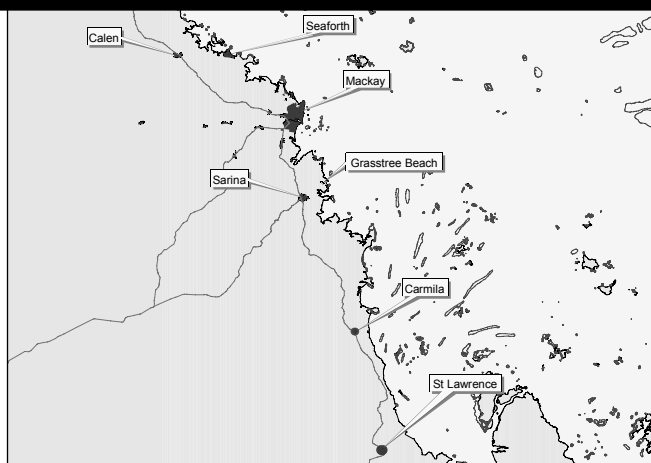 Seaforth
Calen
Mackay
Grasstree Beach
Sarina
Carmila
St Lawrence